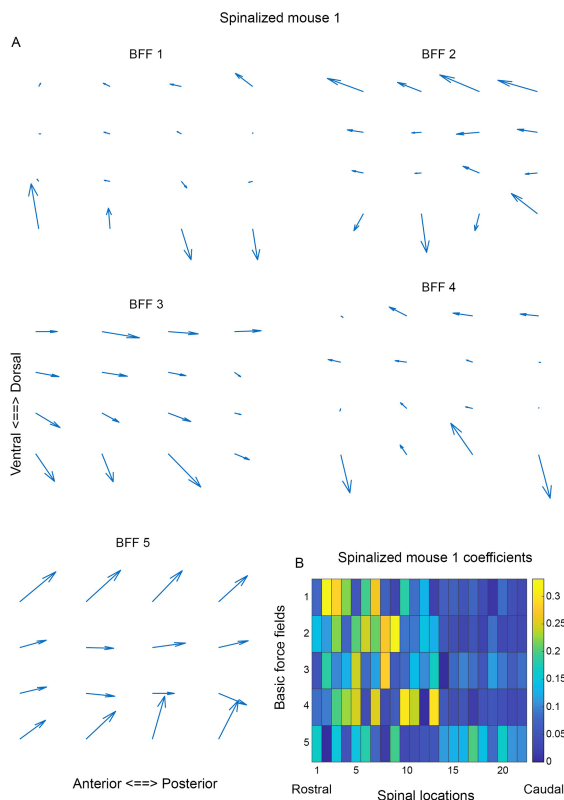 Spinalized mouse 1
A
BFF 1
BFF 2
BFF 3
BFF 4
Ventral <==> Dorsal
BFF 5
Anterior <==> Posterior
B
Spinalized mouse 1 coefficients
Basic force fields
1
2
3
4
5
1
5
10
15
20
Rostral
Spinal locations
Caudal
0.3
0.25
0.2
0.15
0.1
0.05
0